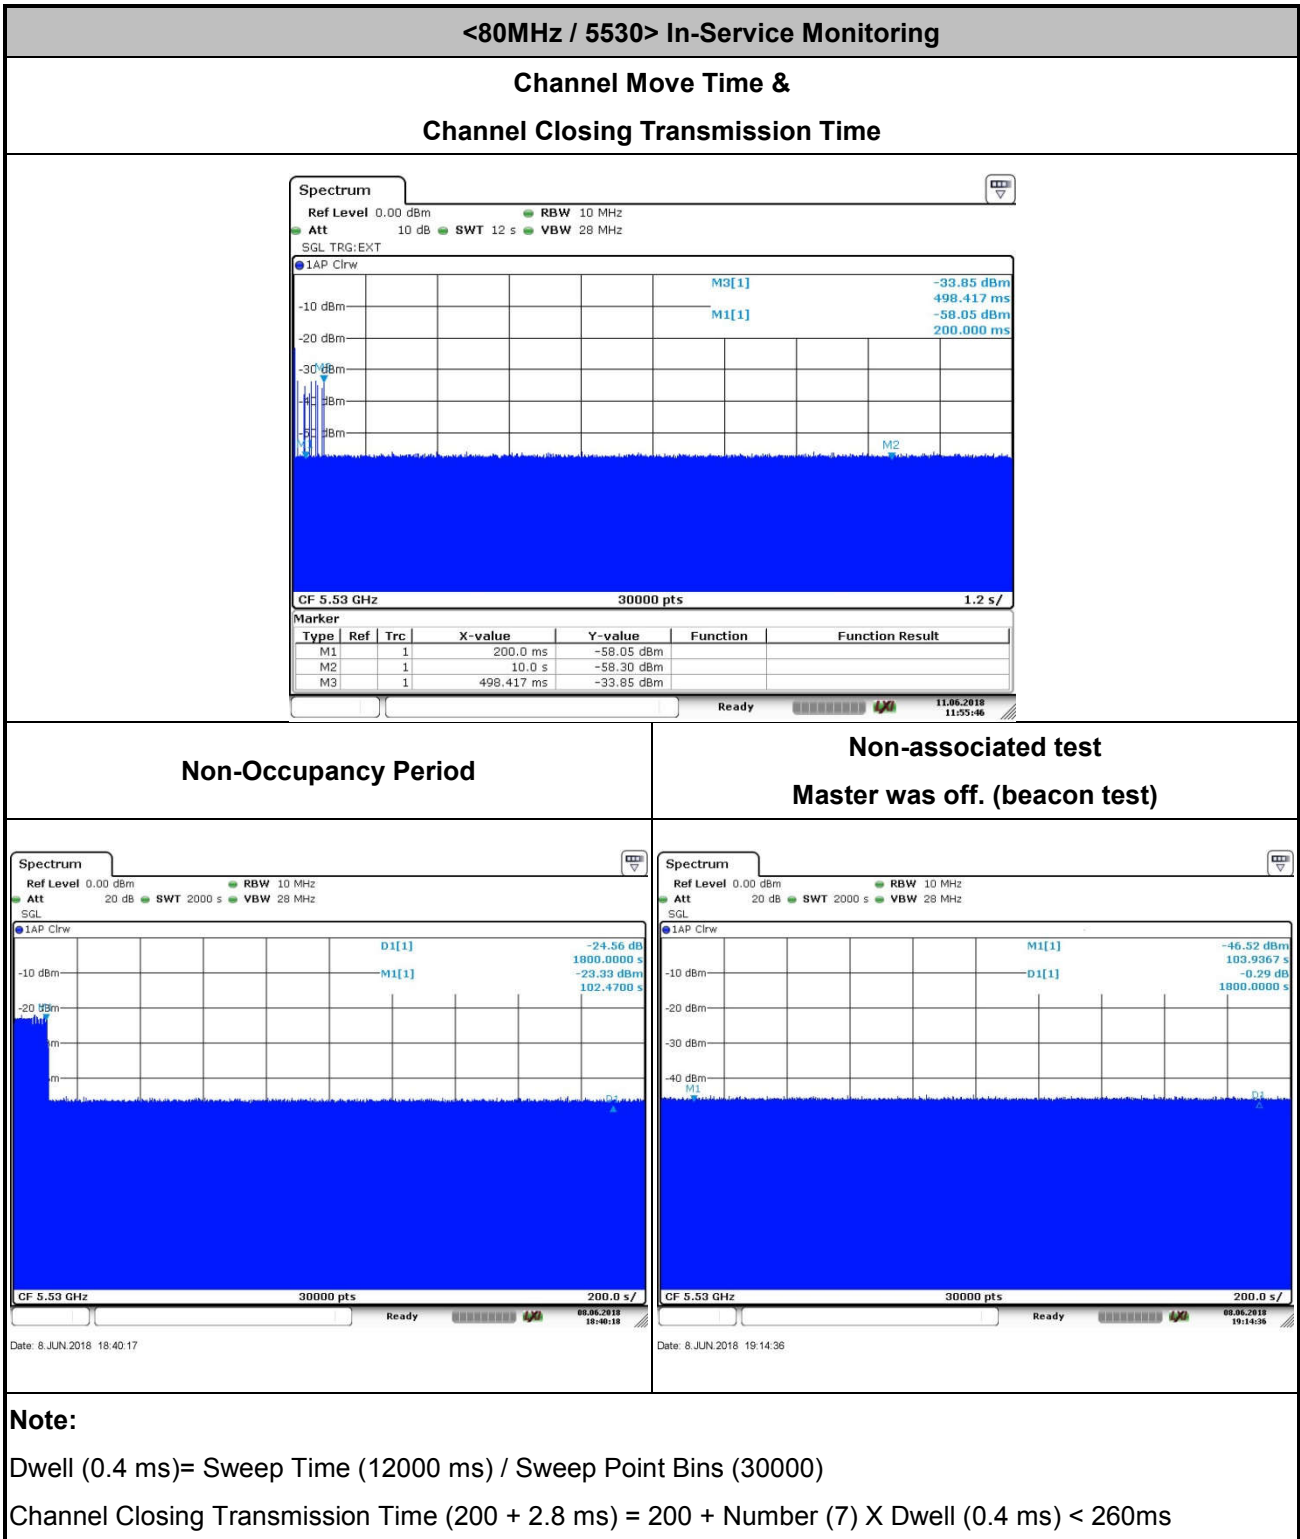 <80MHz / 5530> In-Service Monitoring
Channel Move Time &
Channel Closing Transmission Time
Spectrum
Ref Level 0.00 dBm RBW 10 MHz
Att 10 dB SWT 12 s VBW 28 MHz
SGL TRG:EXT
1AP Clrw
M3[1] -33.85 dBm
498.417 ms
-10 dBm
M1[1] -58.05 dBm
200.000 ms
-20 dBm
M2
CF 5.53 GHz 30000 pts 1.2 s/
Marker
Type Ref Trc X-value Y-value Function Function Result
M1 1 200.0 ms -58.05 dBm
M2 1 10.0 s -58.30 dBm
M3 1 498.417 ms -33.85 dBm
Ready LXI 11.06.2018
11:55:46
Non-Occupancy Period
Non-associated test
Master was off. (beacon test)
Spectrum
Ref Level 0.00 dBm RBW 10 MHz
Att 20 dB SWT 2000 s VBW 28 MHz
SGL
1AP Clrw
D1[1] -24.56 dB
1800.0000 s
-10 dBm
M1[1] -23.33 dBm
102.4700 s
D1
CF 5.53 GHz 30000 pts 200.0 s/
Ready LXI 08.06.2018
18:40:18
Date: 8.JUN.2018 18:40:17
Spectrum
Ref Level 0.00 dBm RBW 10 MHz
Att 20 dB SWT 2000 s VBW 28 MHz
SGL
1AP Clrw
M1[1] -46.52 dBm
103.9367 s
-10 dBm
D1[1] -0.29 dB
1800.0000 s
-20 dBm
-30 dBm
-40 dBm
M1
D1
CF 5.53 GHz 30000 pts 200.0 s/
Ready LXI 08.06.2018
19:14:36
Date: 8.JUN.2018 19:14:36
Note:
Dwell (0.4 ms)= Sweep Time (12000 ms) / Sweep Point Bins (30000)
Channel Closing Transmission Time (200 + 2.8 ms) = 200 + Number (7) X Dwell (0.4 ms) < 260ms